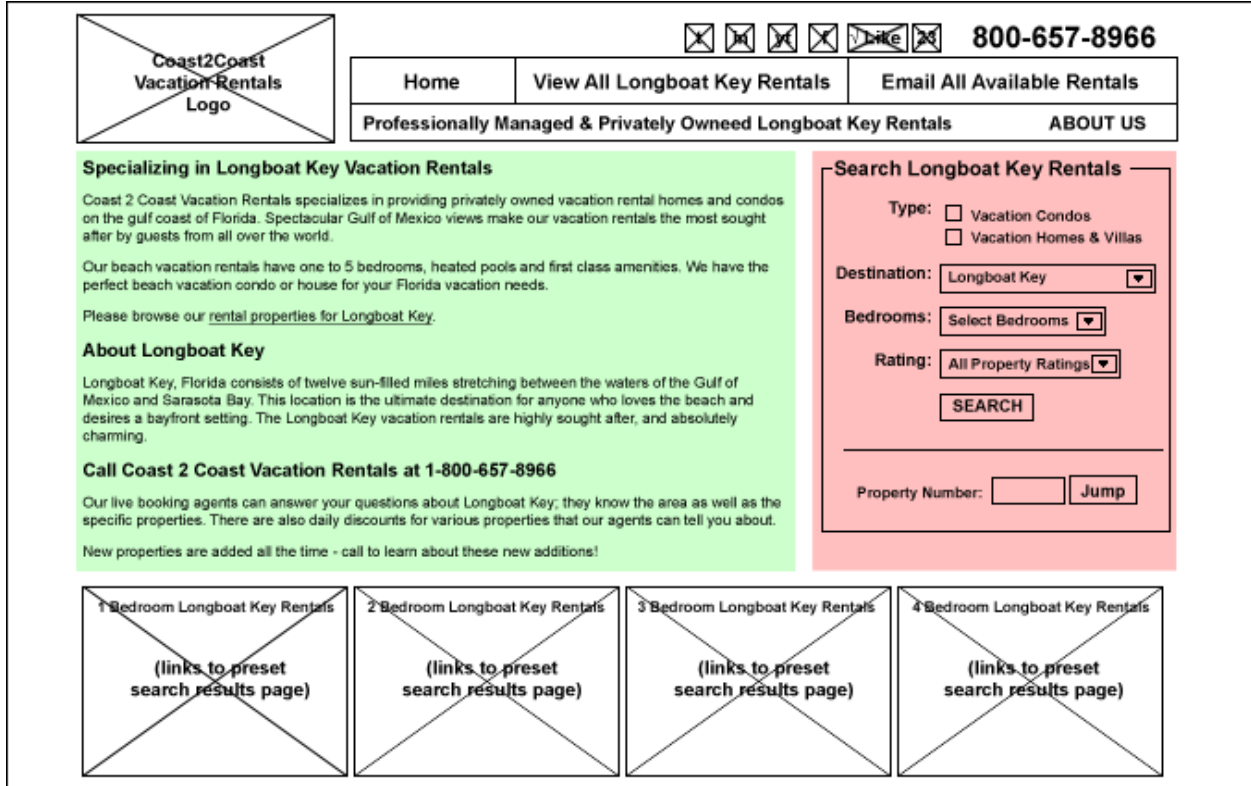 Coast2Coast
Vacation Rentals
Logo
t in yt f √ Like 23 800-657-8966
Home View All Longboat Key Rentals Email All Available Rentals
Professionally Managed & Privately Owneed Longboat Key Rentals ABOUT US
Specializing in Longboat Key Vacation Rentals
Coast 2 Coast Vacation Rentals specializes in providing privately owned vacation rental homes and condos
on the gulf coast of Florida. Spectacular Gulf of Mexico views make our vacation rentals the most sought
after by guests from all over the world.
Our beach vacation rentals have one to 5 bedrooms, heated pools and first class amenities. We have the
perfect beach vacation condo or house for your Florida vacation needs.
Please browse our rental properties for Longboat Key.
About Longboat Key
Longboat Key, Florida consists of twelve sun-filled miles stretching between the waters of the Gulf of
Mexico and Sarasota Bay. This location is the ultimate destination for anyone who loves the beach and
desires a bayfront setting. The Longboat Key vacation rentals are highly sought after, and absolutely
charming.
Call Coast 2 Coast Vacation Rentals at 1-800-657-8966
Our live booking agents can answer your questions about Longboat Key; they know the area as well as the
specific properties. There are also daily discounts for various properties that our agents can tell you about.
New properties are added all the time - call to learn about these new additions!
Search Longboat Key Rentals
Type: Vacation Condos
Vacation Homes & Villas
Destination: Longboat Key
Bedrooms: Select Bedrooms
Rating: All Property Ratings
SEARCH
Property Number: Jump
1 Bedroom Longboat Key Rentals
(links to preset
search results page)
2 Bedroom Longboat Key Rentals
(links to preset
search results page)
3 Bedroom Longboat Key Rentals
(links to preset
search results page)
4 Bedroom Longboat Key Rentals
(links to preset
search results page)